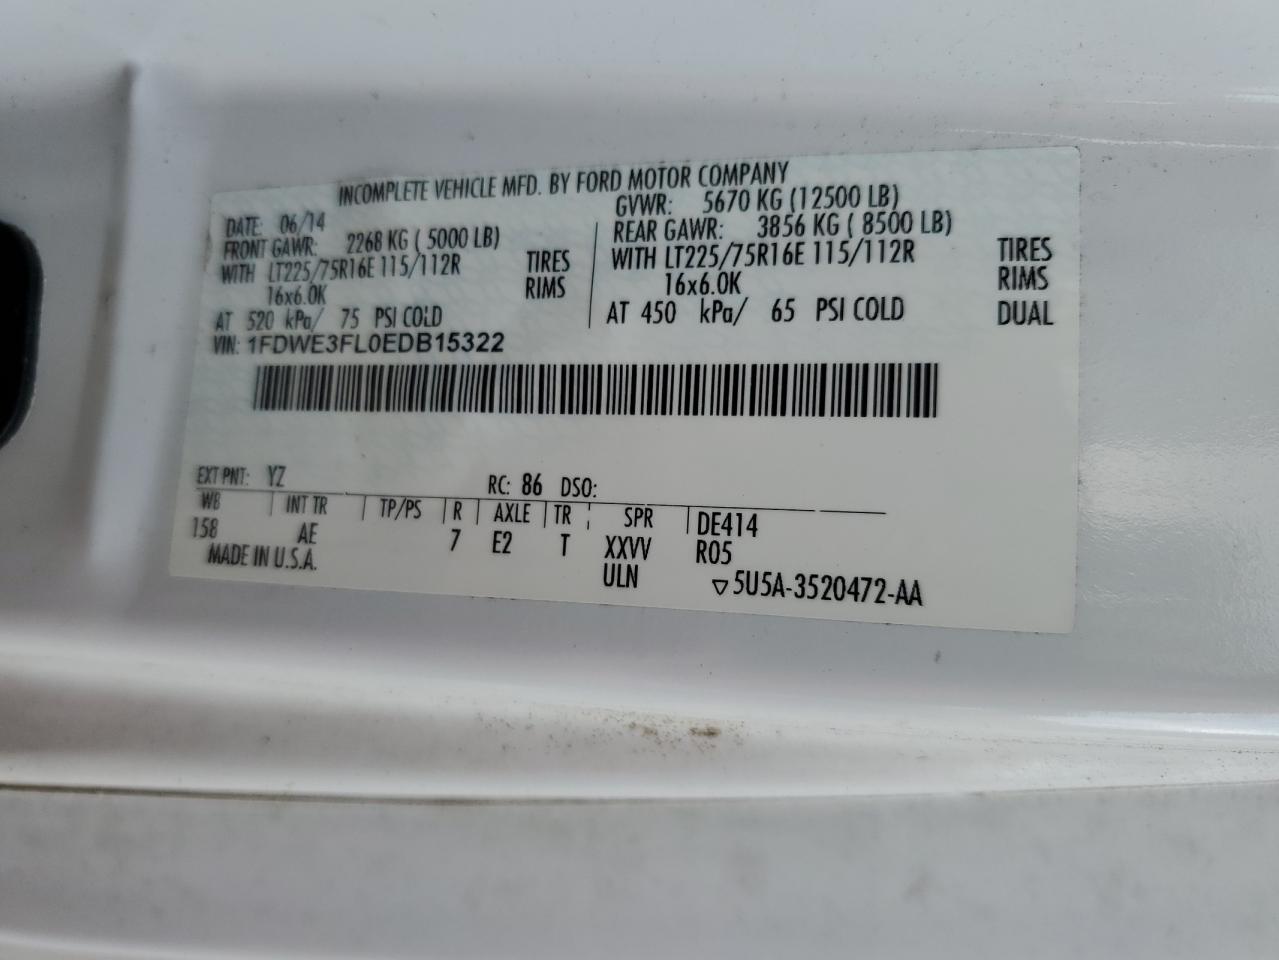 INCOMPLETE VEHICLE MFD. BY FORD MOTOR COMPANY
DATE: 06/14 GVWR: 5670 KG (12500 LB)
FRONT GAWR: 2268 KG ( 5000 LB) REAR GAWR: 3856 KG ( 8500 LB)
WITH LT225/75R16E 115/112R TIRES WITH LT225/75R16E 115/112R TIRES
16x6.0K RIMS 16x6.0K RIMS
AT 520 kPa/ 75 PSI COLD AT 450 kPa/ 65 PSI COLD DUAL
VIN: 1FDWE3FL0EDB15322
EXT PNT: YZ RC: 86 DSO:
WB INT TR TP/PS R AXLE TR SPR DE414
158 AE 7 E2 T XXVV R05
MADE IN U.S.A. ULN ▽5U5A-3520472-AA